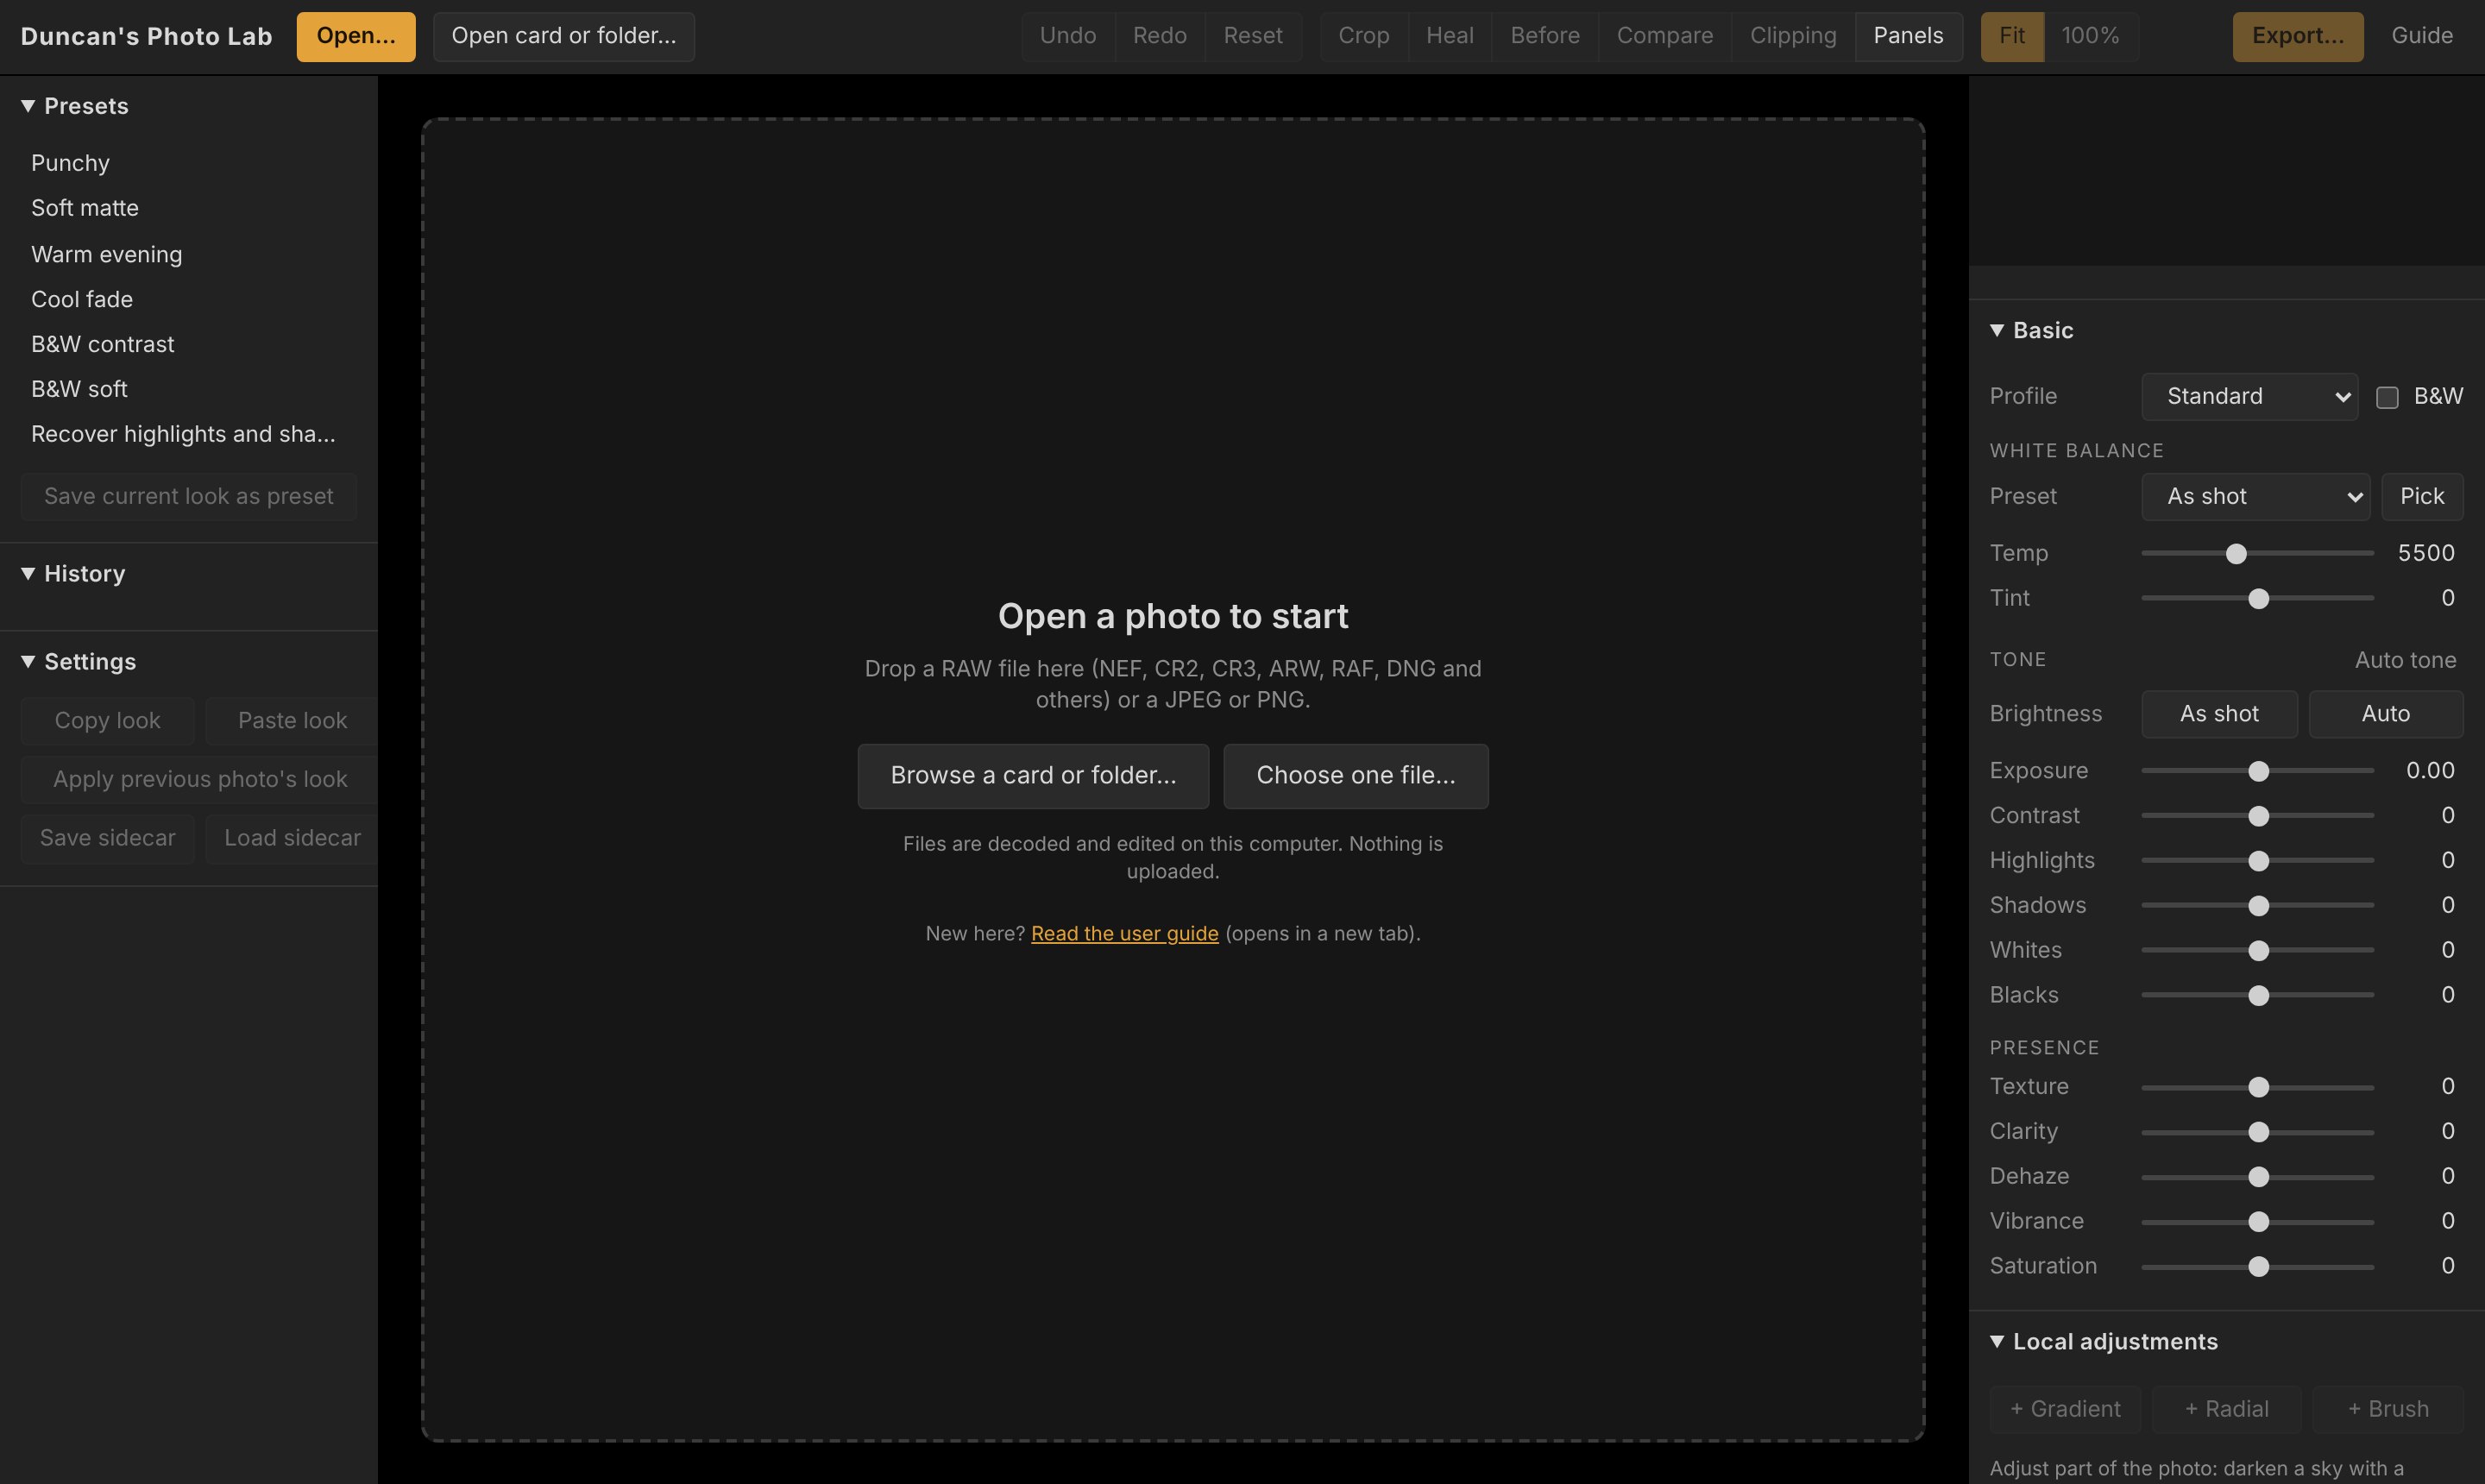 Duncan's Photo Lab Open... Open card or folder... Undo Redo Reset Crop Heal Before Compare Clipping Panels Fit 100% Export... Guide
Presets
Punchy
Soft matte
Warm evening
Cool fade
B&W contrast
B&W soft
Recover highlights and sha...
Save current look as preset
History
Settings
Copy look Paste look
Apply previous photo's look
Save sidecar Load sidecar
Open a photo to start
Drop a RAW file here (NEF, CR2, CR3, ARW, RAF, DNG and
others) or a JPEG or PNG.
Browse a card or folder... Choose one file...
Files are decoded and edited on this computer. Nothing is
uploaded.
New here? Read the user guide (opens in a new tab).
Basic
Profile Standard B&W
WHITE BALANCE
Preset As shot Pick
Temp 5500
Tint 0
TONE Auto tone
Brightness As shot Auto
Exposure 0.00
Contrast 0
Highlights 0
Shadows 0
Whites 0
Blacks 0
PRESENCE
Texture 0
Clarity 0
Dehaze 0
Vibrance 0
Saturation 0
Local adjustments
+ Gradient + Radial + Brush
Adjust part of the photo: darken a sky with a